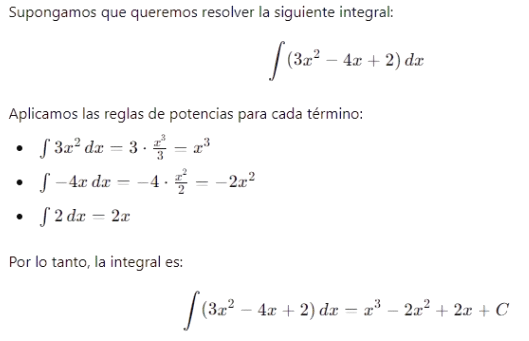 Supongamos que queremos resolver la siguiente integral:
∫(3x² − 4x + 2) dx
Aplicamos las reglas de potencias para cada término:
• ∫ 3x² dx = 3 · x³/3 = x³
• ∫ −4x dx = −4 · x²/2 = −2x²
• ∫ 2 dx = 2x
Por lo tanto, la integral es:
∫(3x² − 4x + 2) dx = x³ − 2x² + 2x + C